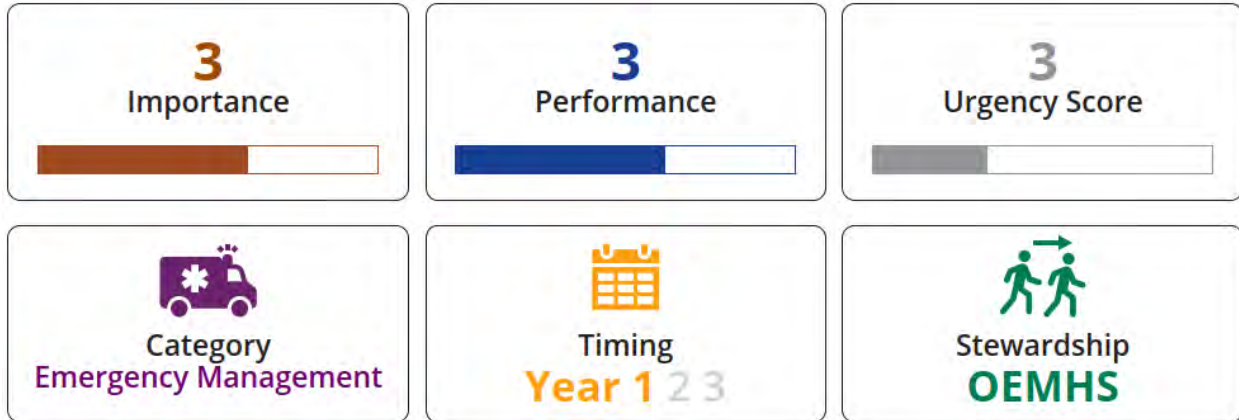 3
Importance
3
Performance
3
Urgency Score
Category
Emergency Management
Timing
Year 1 2 3
Stewardship
OEMHS